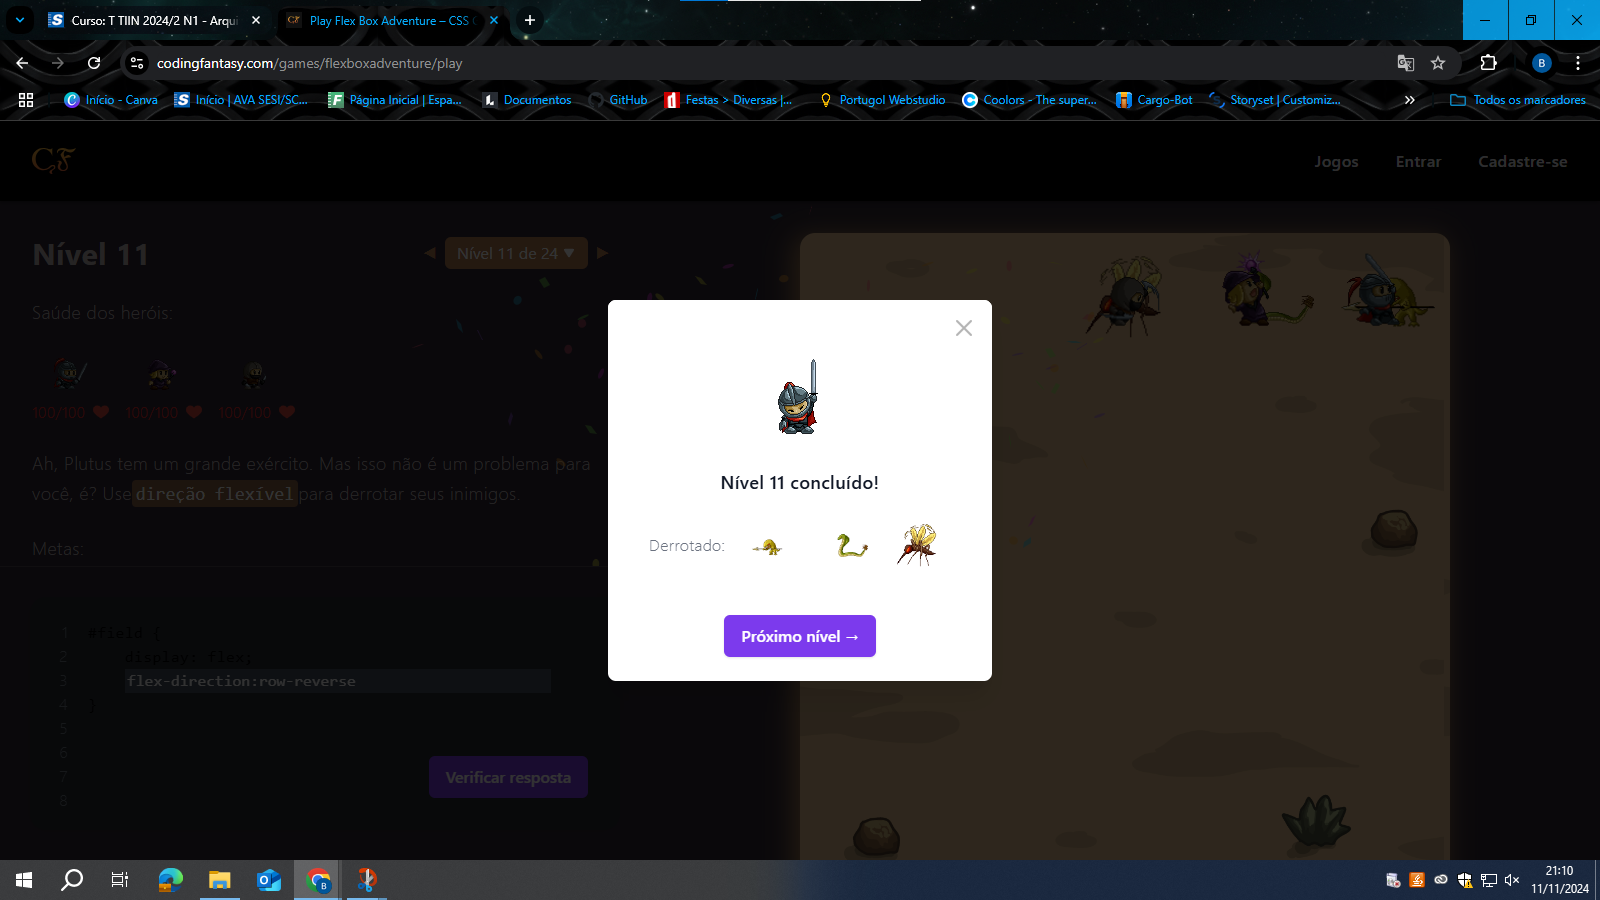 Curso: T TIIN 2024/2 N1 - Arqui
Play Flex Box Adventure – CSS
codingfantasy.com/games/flexboxadventure/play
B
Início - Canva
Início | AVA SESI/SC...
Página Inicial | Espa...
Documentos
GitHub
Festas > Diversas |...
Portugol Webstudio
Coolors - The super...
Cargo-Bot
Storyset | Customiz...
Todos os marcadores
CF
Jogos
Entrar
Cadastre-se
Nível 11
Nível 11 de 24 ▼
Saúde dos heróis:
100/100
100/100
100/100
Ah, Plutus tem um grande exército. Mas isso não é um problema para
você, é? Use direção flexível para derrotar seus inimigos.
Metas:
1 #field {
2 display: flex;
3 flex-direction:row-reverse
4 }
5
6
7
8
Verificar resposta
Nível 11 concluído!
Derrotado:
Próximo nível →
21:10
11/11/2024